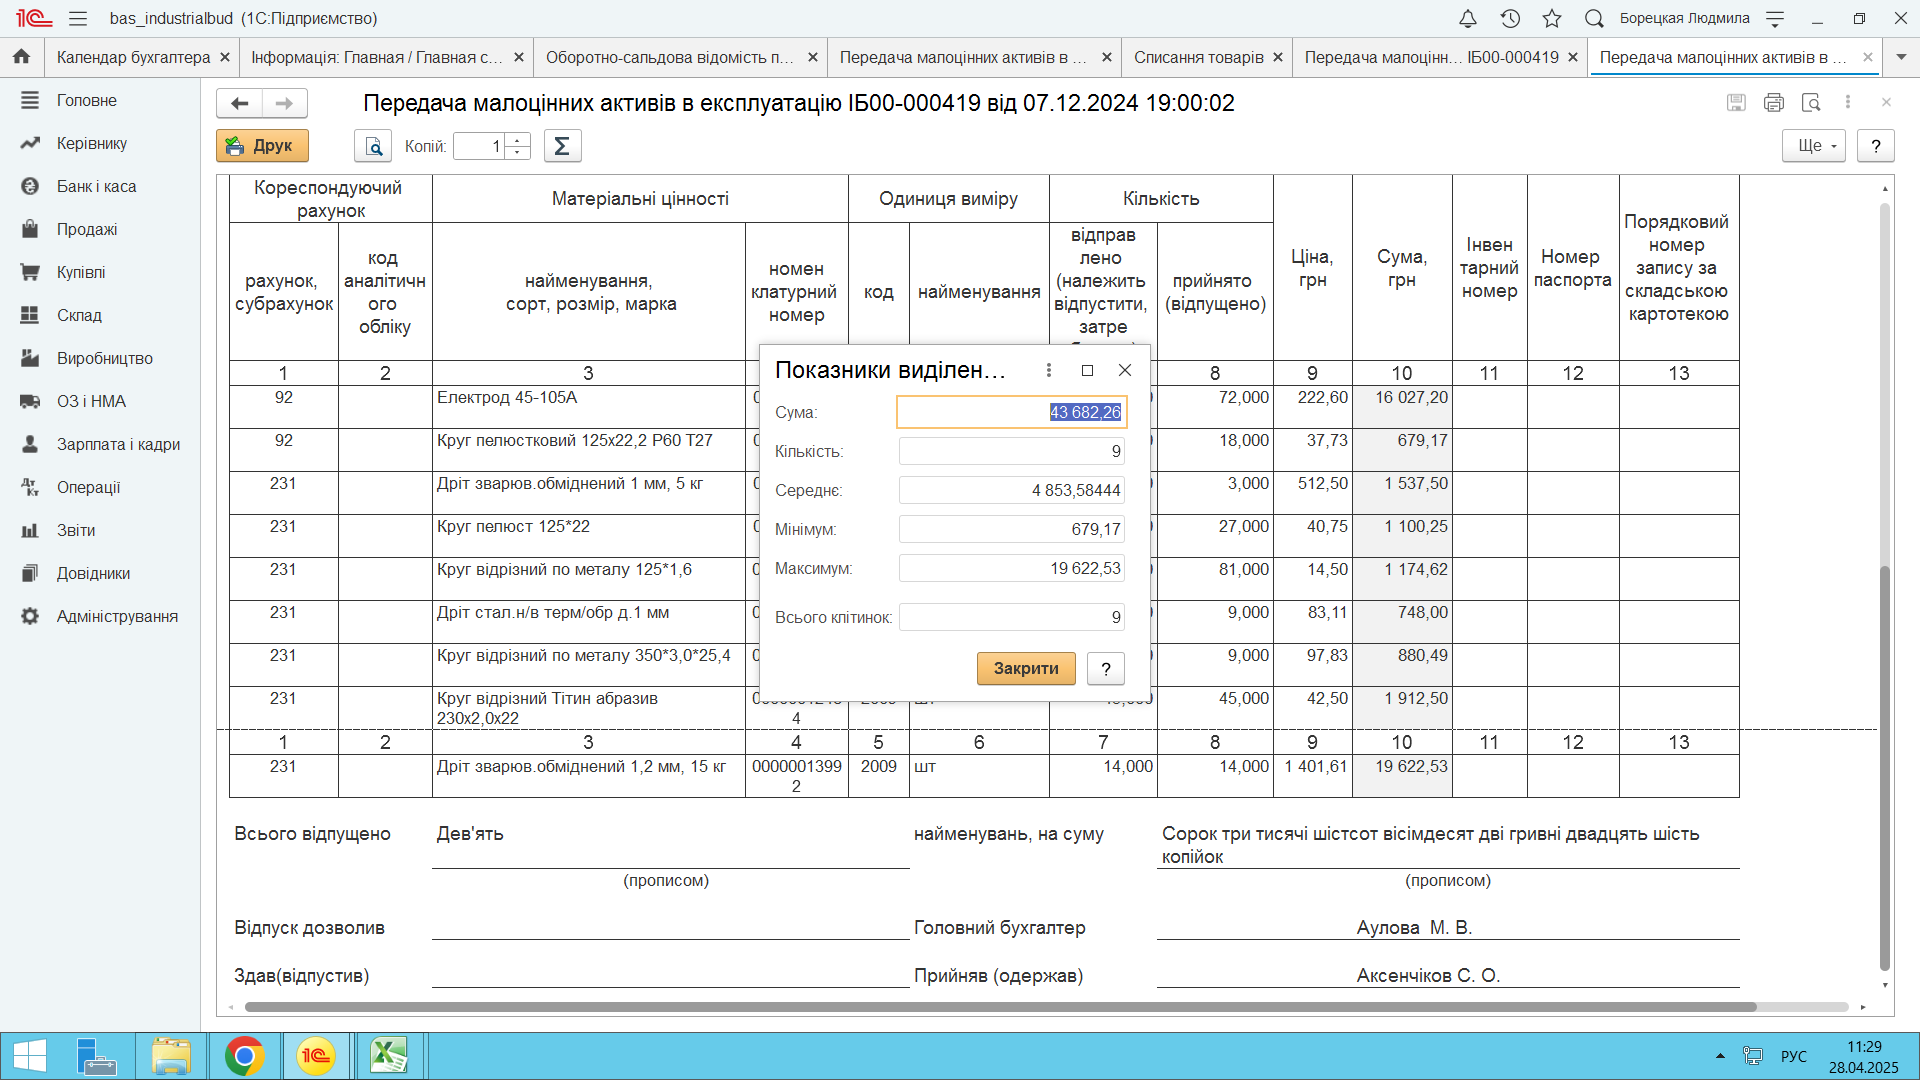 bas_industrialbud (1С:Підприємство)
Борецкая Людмила
Календар бухгалтера
Інформація: Главная / Главная с...
Оборотно-сальдова відомість п...
Передача малоцінних активів в ...
Списання товарів
Передача малоцінн... ІБ00-000419
Передача малоцінних активів в ...
Головне
Керівнику
Банк і каса
Продажі
Купівлі
Склад
Виробництво
ОЗ і НМА
Зарплата і кадри
Операції
Звіти
Довідники
Адміністрування
Передача малоцінних активів в експлуатацію ІБ00-000419 від 07.12.2024 19:00:02
Друк
Копій:
1
Σ
Ще
?
Кореспондуючий рахунок
Матеріальні цінності
Одиниця виміру
Кількість
Ціна, грн
Сума, грн
Інвен тарний номер
Номер паспорта
Порядковий номер запису за складською картотекою
рахунок, субрахунок
код аналітичн ого обліку
найменування, сорт, розмір, марка
номен клатурний номер
код
найменування
відправ лено (належить відпустити, затре
прийнято (відпущено)
1 2 3 8 9 10 11 12 13
92 Електрод 45-105А 72,000 222,60 16 027,20
92 Круг пелюстковий 125х22,2 Р60 Т27 18,000 37,73 679,17
231 Дріт зварюв.обміднений 1 мм, 5 кг 3,000 512,50 1 537,50
231 Круг пелюст 125*22 27,000 40,75 1 100,25
231 Круг відрізний по металу 125*1,6 81,000 14,50 1 174,62
231 Дріт стал.н/в терм/обр д.1 мм 9,000 83,11 748,00
231 Круг відрізний по металу 350*3,0*25,4 9,000 97,83 880,49
231 Круг відрізний Тітин абразив 230х2,0х22 4 45,000 42,50 1 912,50
1 2 3 4 5 6 7 8 9 10 11 12 13
231 Дріт зварюв.обміднений 1,2 мм, 15 кг 0000001399 2 2009 шт 14,000 14,000 1 401,61 19 622,53
Показники виділен...
Сума: 43 682,26
Кількість: 9
Середнє: 4 853,58444
Мінімум: 679,17
Максимум: 19 622,53
Всього клітинок: 9
Закрити
?
Всього відпущено Дев'ять найменувань, на суму Сорок три тисячі шістсот вісімдесят дві гривні двадцять шість
копійок
(прописом) (прописом)
Відпуск дозволив Головний бухгалтер Аулова М. В.
Здав(відпустив) Прийняв (одержав) Аксенчіков С. О.
РУС
11:29
28.04.2025